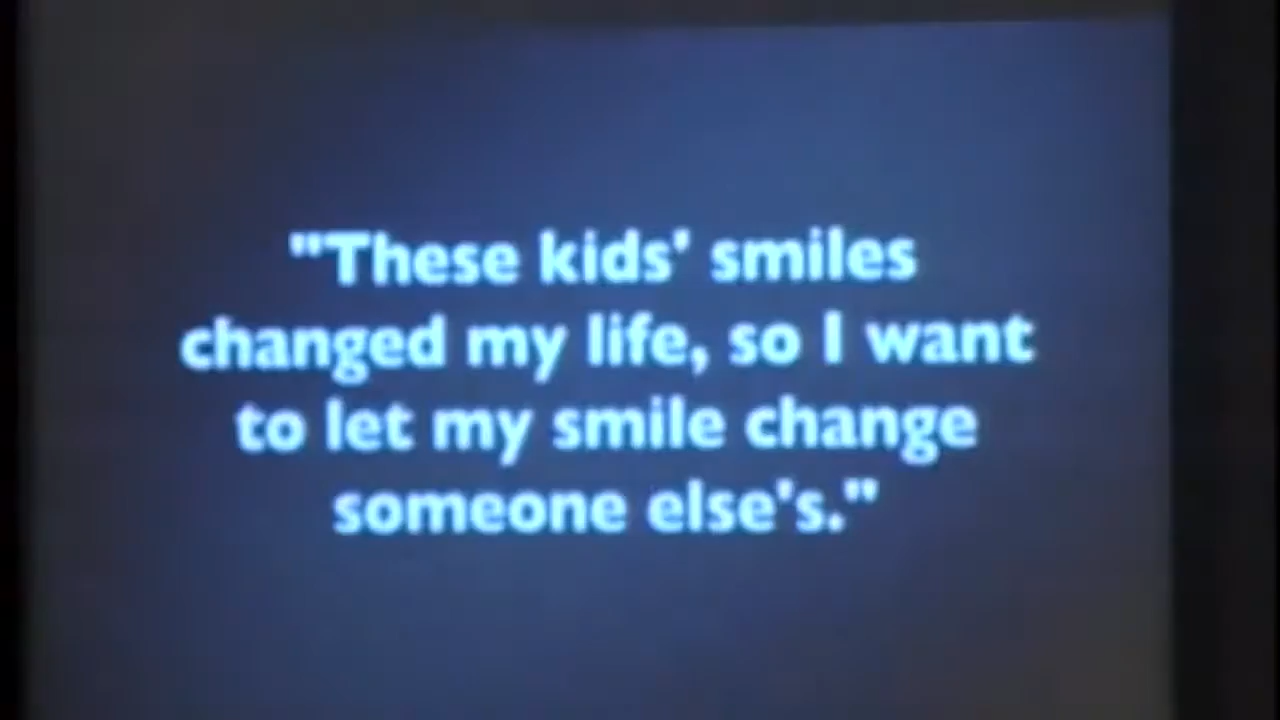 "These kids' smiles
changed my life, so I want
to let my smile change
someone else's."